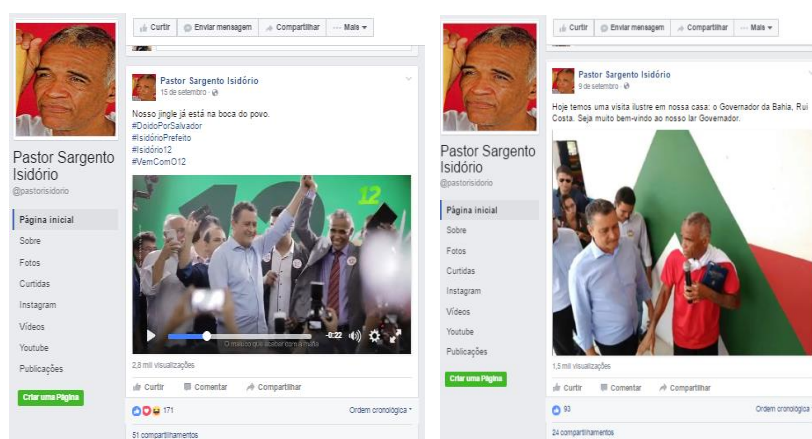 Curtir Enviar mensagem Compartilhar Mais
Pastor Sargento Isidório
15 de setembro
Nosso jingle já está na boca do povo.
#DoidoPorSalvador
#IsidórioPrefeito
#Isidório12
#VemComO12
Pastor Sargento
Isidório
@pastorisidorio
Página inicial
Sobre
Fotos
Curtidas
Instagram
Vídeos
Youtube
Publicações
Criar uma Página
12
-0:22
2,8 mil visualizações
Curtir Comentar Compartilhar
171 Ordem cronológica
51 compartilhamentos
Curtir Enviar mensagem Compartilhar Mais
Pastor Sargento Isidório
9 de setembro
Hoje temos uma visita ilustre em nossa casa: o Governador da Bahia, Rui
Costa. Seja muito bem-vindo ao nosso lar Governador.
Pastor Sargento
Isidório
@pastorisidorio
Página inicial
Sobre
Fotos
Curtidas
Instagram
Vídeos
Youtube
Publicações
Criar uma Página
1,5 mil visualizações
Curtir Comentar Compartilhar
93 Ordem cronológica
24 compartilhamentos